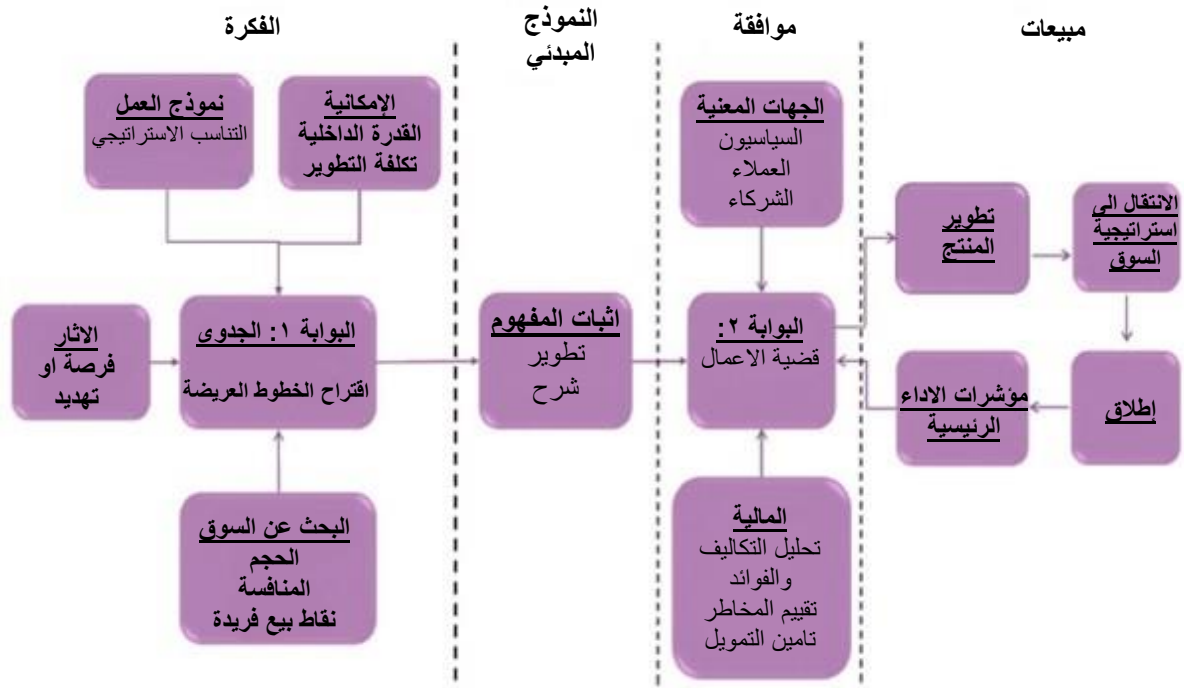 الفكرة
النموذج
المبدئي
موافقة
مبيعات
نموذج العمل
التناسب الاستراتيجي
الإمكانية
القدرة الداخلية
تكلفة التطوير
الاثار
فرصة او
تهديد
البوابة ١: الجدوى
اقتراح الخطوط العريضة
البحث عن السوق
الحجم
المنافسة
نقاط بيع فريدة
اثبات المفهوم
تطوير
شرح
الجهات المعنية
السياسيون
العملاء
الشركاء
البوابة ٢:
قضية الاعمال
المالية
تحليل التكاليف
والفوائد
تقييم المخاطر
تامين التمويل
تطوير
المنتج
الانتقال الى
استراتيجية
السوق
إطلاق
مؤشرات الاداء
الرئيسية